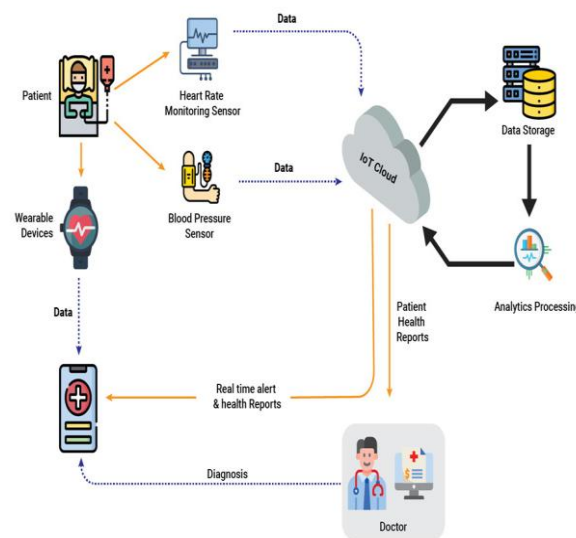 Data
Patient
Heart Rate
Monitoring Sensor
IoT Cloud
Data Storage
Data
Wearable
Devices
Blood Pressure
Sensor
Analytics Processing
Data
Patient
Health
Reports
Real time alert
& health Reports
Diagnosis
Doctor